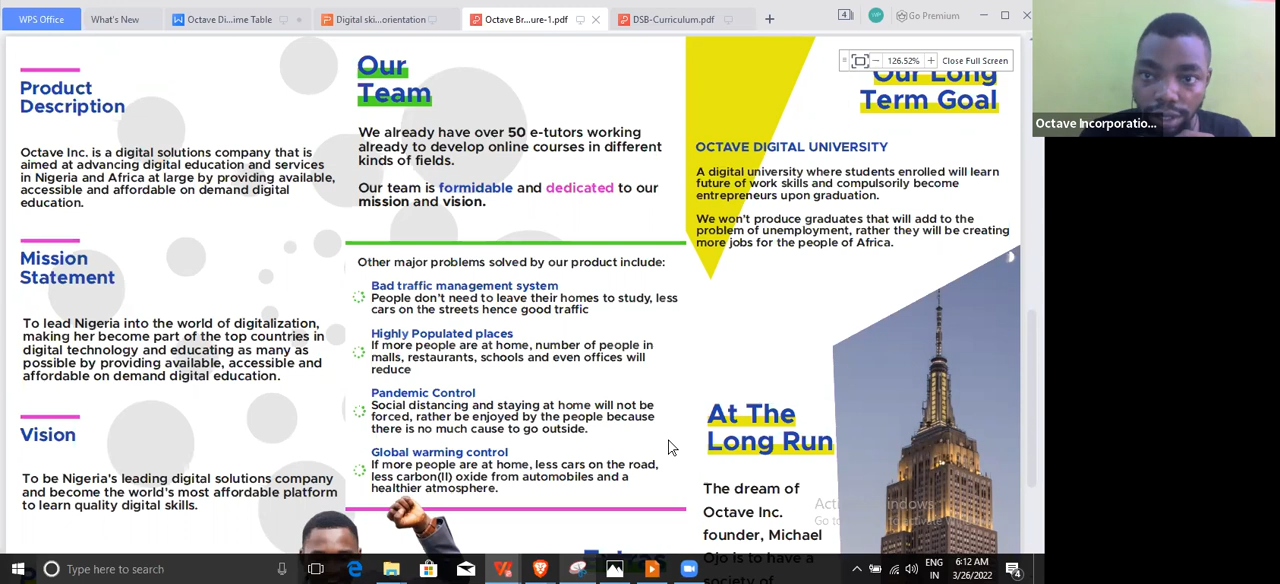 WPS Office
What's New
Octave Di...ime Table
Digital ski...orientation
Octave Br...ure-1.pdf
DSB-Curriculum.pdf
4
WP
Go Premium
126.52%
Close Full Screen
Octave Incorporatio...
Product
Description
Octave Inc. is a digital solutions company that is
aimed at advancing digital education and services
in Nigeria and Africa at large by providing available,
accessible and affordable on demand digital
education.
Mission
Statement
To lead Nigeria into the world of digitalization,
making her become part of the top countries in
digital technology and educating as many as
possible by providing available, accessible and
affordable on demand digital education.
Vision
To be Nigeria's leading digital solutions company
and become the world's most affordable platform
to learn quality digital skills.
Our
Team
We already have over 50 e-tutors working
already to develop online courses in different
kinds of fields.
Our team is formidable and dedicated to our
mission and vision.
Other major problems solved by our product include:
Bad traffic management system
People don't need to leave their homes to study, less
cars on the streets hence good traffic
Highly Populated places
If more people are at home, number of people in
malls, restaurants, schools and even offices will
reduce
Pandemic Control
Social distancing and staying at home will not be
forced, rather be enjoyed by the people because
there is no much cause to go outside.
Global warming control
If more people are at home, less cars on the road,
less carbon(II) oxide from automobiles and a
healthier atmosphere.
Extras
Our Long
Term Goal
OCTAVE DIGITAL UNIVERSITY
A digital university where students enrolled will learn
future of work skills and compulsorily become
entrepreneurs upon graduation.
We won't produce graduates that will add to the
problem of unemployment, rather they will be creating
more jobs for the people of Africa.
At The
Long Run
The dream of
Octave Inc.
founder, Michael
Ojo is to have a
society of
Type here to search
ENG
IN
6:12 AM
3/26/2022
4